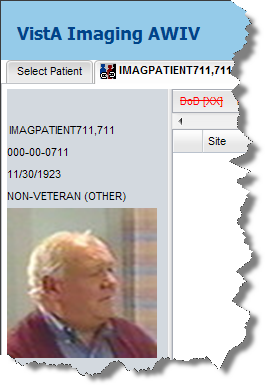 VistA Imaging AWIV
Select Patient
IMAGPATIENT711,711
DoD [XX]
Site
IMAGPATIENT711,711
000-00-0711
11/30/1923
NON-VETERAN (OTHER)